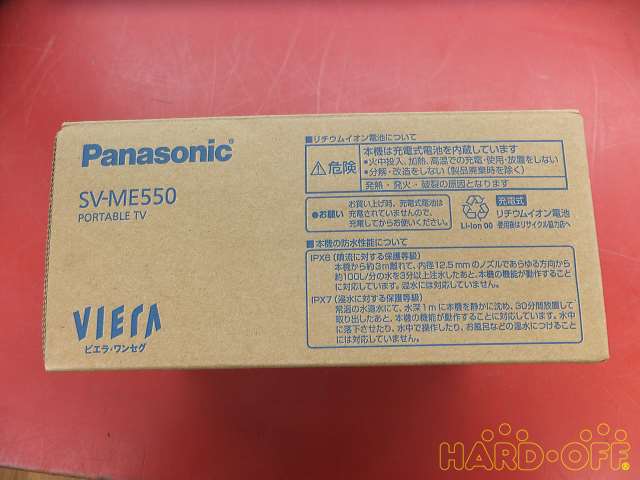 Panasonic
SV-ME550
PORTABLE TV
VIErA
ビエラ・ワンセグ
■リチウムイオン電池について
危険
本機は充電式電池を内蔵しています
•火中投入、加熱、高温での充電・使用・放置をしない
•分解・改造をしない(製品廃棄時を除く)
発熱・発火・破裂の原因となります
●お願い
お買い上げ時、充電式電池は
充電されていませんので、
充電してからお使いください。
Li-ion 00
充電式
リチウムイオン電池
使用後はリサイクル協力店へ
■本機の防水性能について
IPX6(噴流に対する保護等級)
本機から約3m離れて、内径12.5mmのノズルであらゆる方向から
約100L/分の水を3分以上注水したあと、本機の機能が動作する
ことに対応しています。湿水には対応していません。
IPX7(浸水に対する保護等級)
常温の水道水にて、水深1mに本機を静かに沈め、30分間放置して
取り出したあと、本機の機能が動作することに対応しています。水中
に落下させたり、水中で操作したり、お風呂などの温水につけること
には対応していません。
HARD・OFF